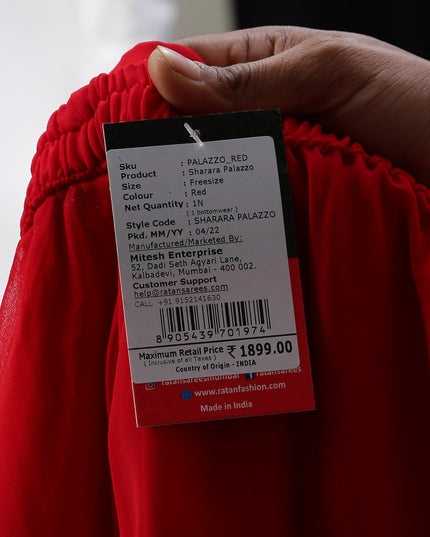 Sku : PALAZZO_RED
Product : Sharara Palazzo
Size : Freesize
Colour : Red
Net Quantity : 1N
( 1 bottomwear )
Style Code : SHARARA PALAZZO
Pkd. MM/YY : 04/22
Manufactured/Marketed By:
Mitesh Enterprise
52, Dadi Seth Agyari Lane,
Kalbadevi, Mumbai - 400 002.
Customer Support
help@ratansarees.com
CALL +91 9152141630
8 905439 701974
Maximum Retail Price ₹ 1899.00
( Inclusive of all Taxes )
Country of Origin - INDIA
ratansareesmumbai ratansarees
www.ratanfashion.com
Made in India